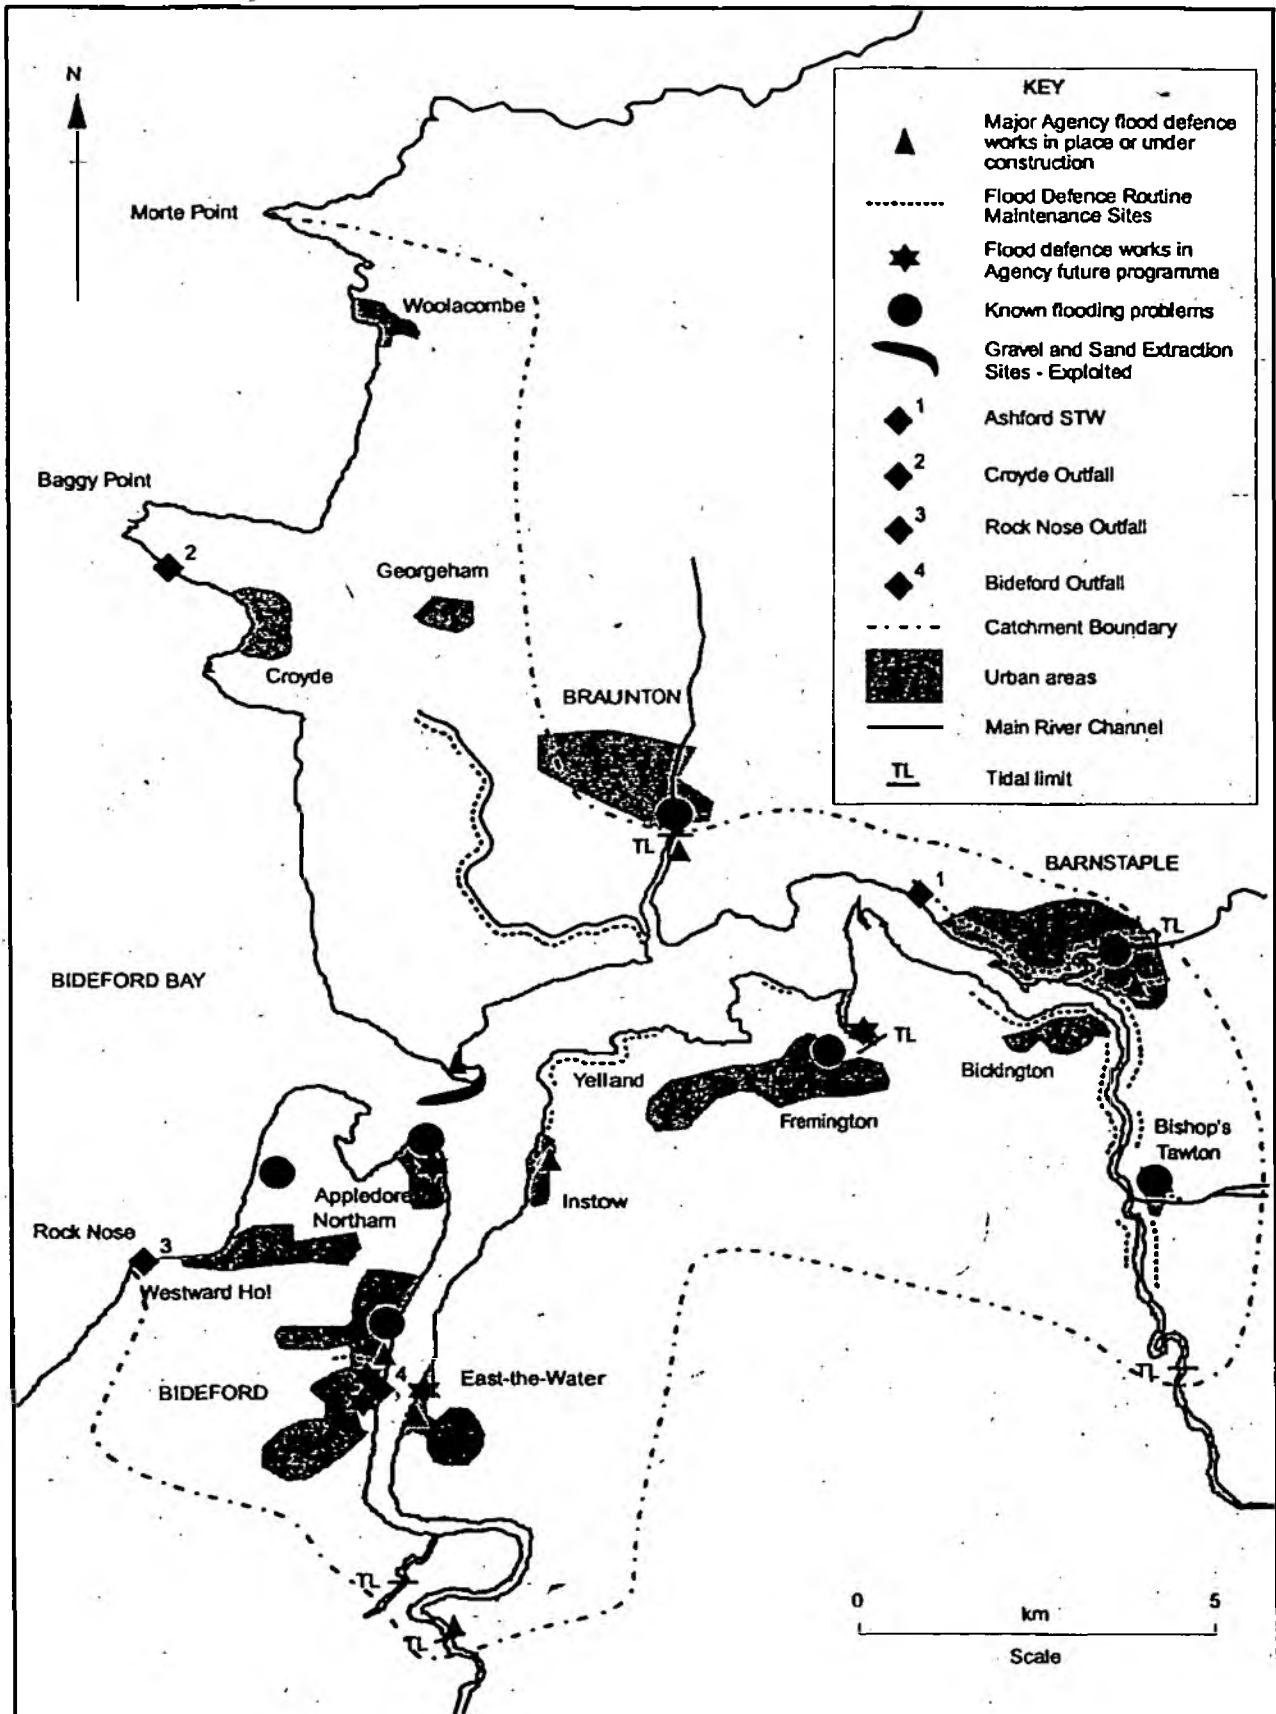 N
KEY
Major Agency flood defence
works in place or under
construction
Flood Defence Routine
Maintenance Sites
Flood defence works in
Agency future programme
Known flooding problems
Gravel and Sand Extraction
Sites - Exploited
1
Ashford STW
2
Croyde Outfall
3
Rock Nose Outfall
4
Bideford Outfall
Catchment Boundary
Urban areas
Main River Channel
TL
Tidal limit
Morte Point
Woolacombe
Baggy Point
2
Georgeham
Croyde
BRAUNTON
TL
1
BARNSTAPLE
TL
BIDEFORD BAY
TL
Yelland
Bickington
Fremington
Bishop's
Tawton
Appledore
Northam
Instow
Rock Nose
3
Westward Ho!
4
East-the-Water
BIDEFORD
TL
TL
TL
0
km
5
Scale